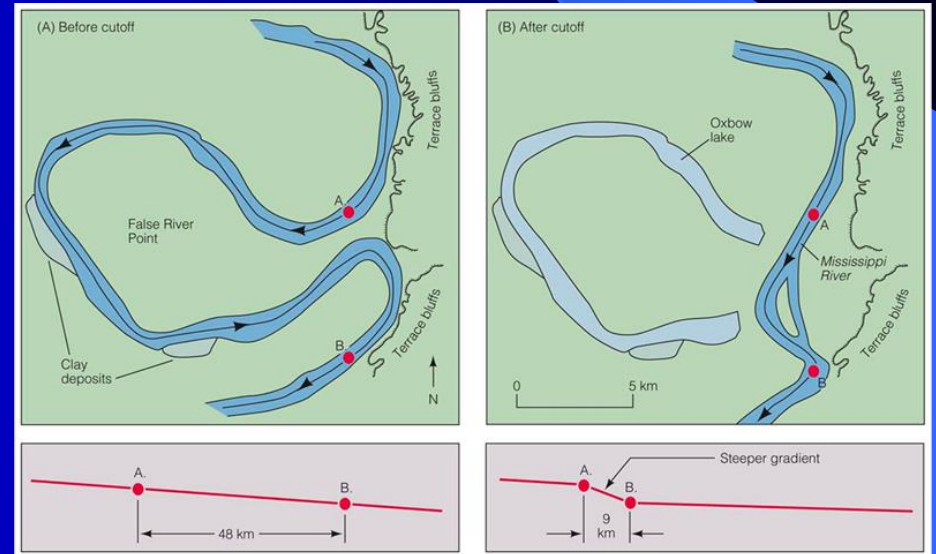 (A) Before cutoff
Terrace bluffs
A.
False River
Point
Terrace bluffs
B.
Clay
deposits
N
A.
B.
48 km
(B) After cutoff
Oxbow
lake
Terrace bluffs
A
Mississippi
River
Terrace bluffs
B
0 5 km
Steeper gradient
A.
B.
9
km